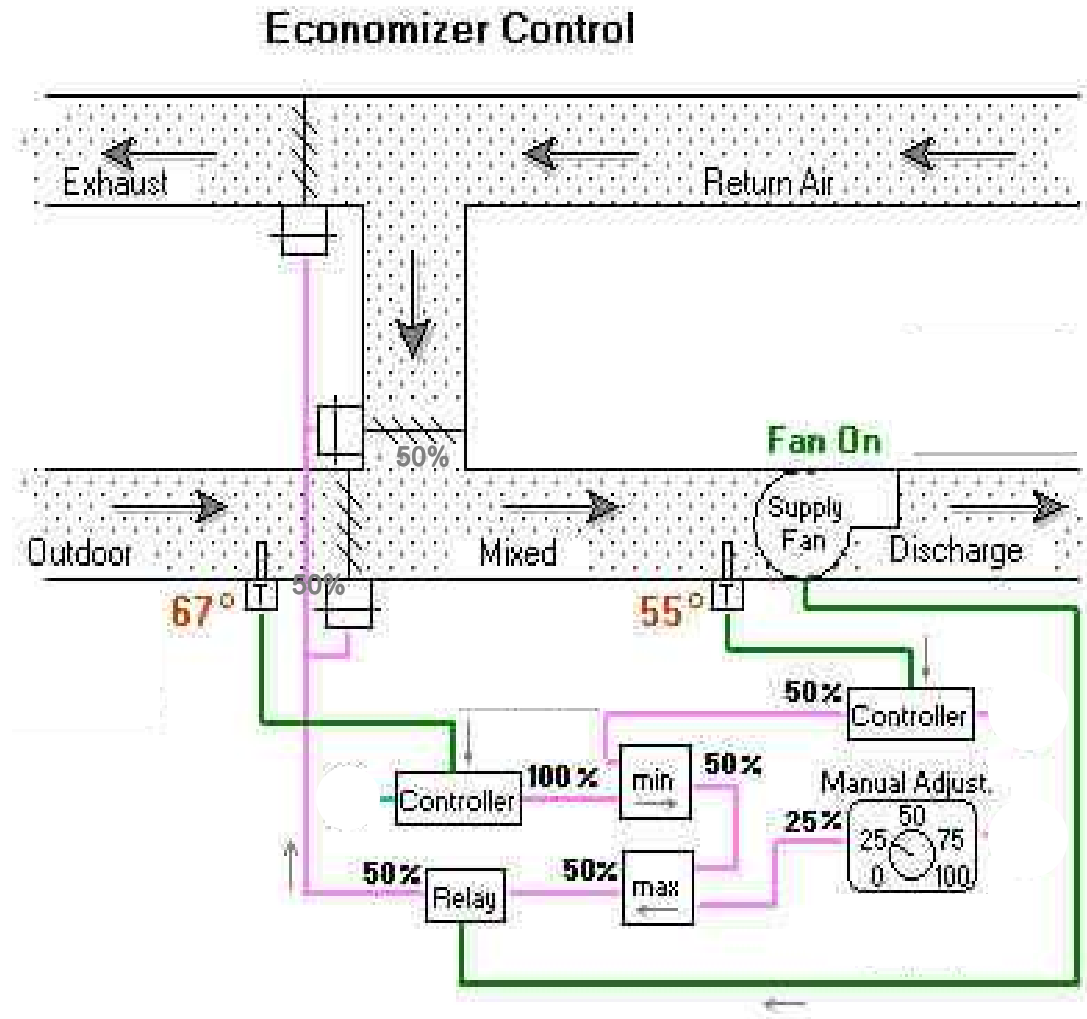 Economizer Control
Exhaust
Return Air
50%
Fan On
Outdoor
Mixed
Supply
Fan
Discharge
67°
T
50%
55°
T
50%
Controller
Controller
100%
min
50%
Manual Adjust.
25%
50
25
75
0
100
50%
Relay
50%
max